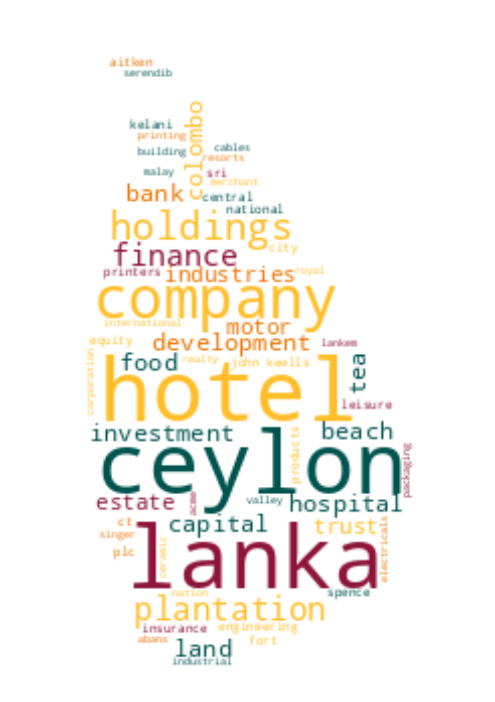 aitken
serendib
colombo
kelani
printing
building
cables
resorts
malay
sri
merchant
bank
central
national
holdings
city
finance
printers
industries
royal
company
international
motor
development
equity
lankem
food
realty
john keells
tea
corporation
hotel
leisure
investment
beach
products
ceylon
packaging
estate
acme
valley
hospital
ct
capital
trust
singer
plc
ceramic
lanka
electricals
nation
spence
plantation
insurance
engineering
abans
fort
land
industrial